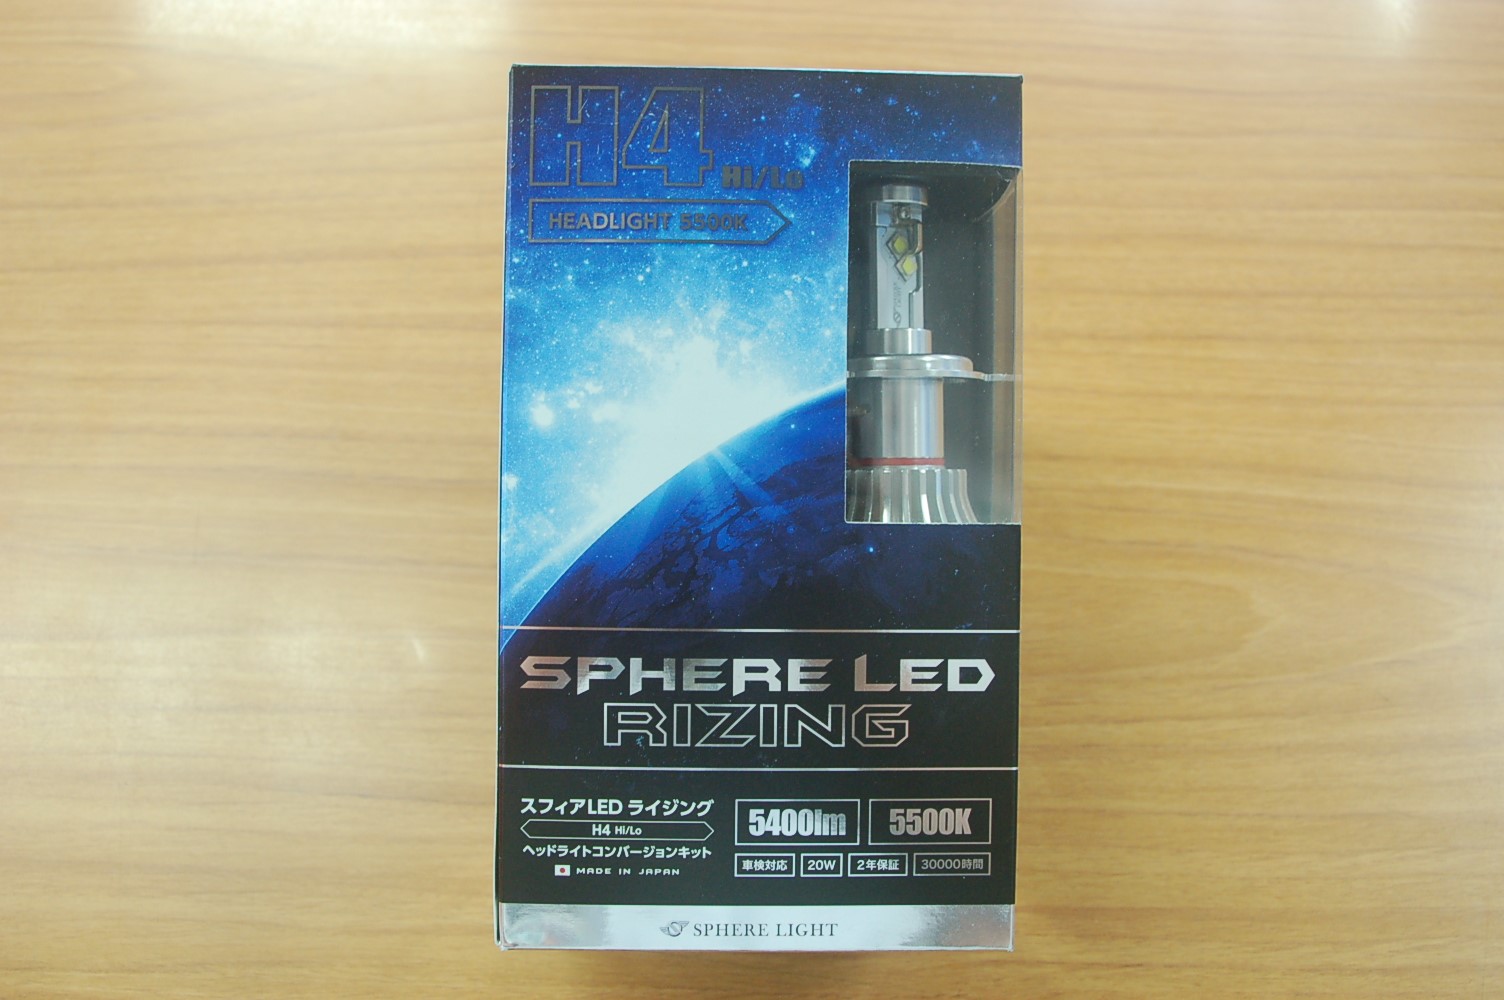 H4
Hi/Lo
HEADLIGHT 5500K
SPHERE LED
RIZING
スフィアLED ライジング
H4 Hi/Lo
ヘッドライトコンバージョンキット
MADE IN JAPAN
5400lm
5500K
車検対応
20W
2年保証
30000時間
SPHERE LIGHT